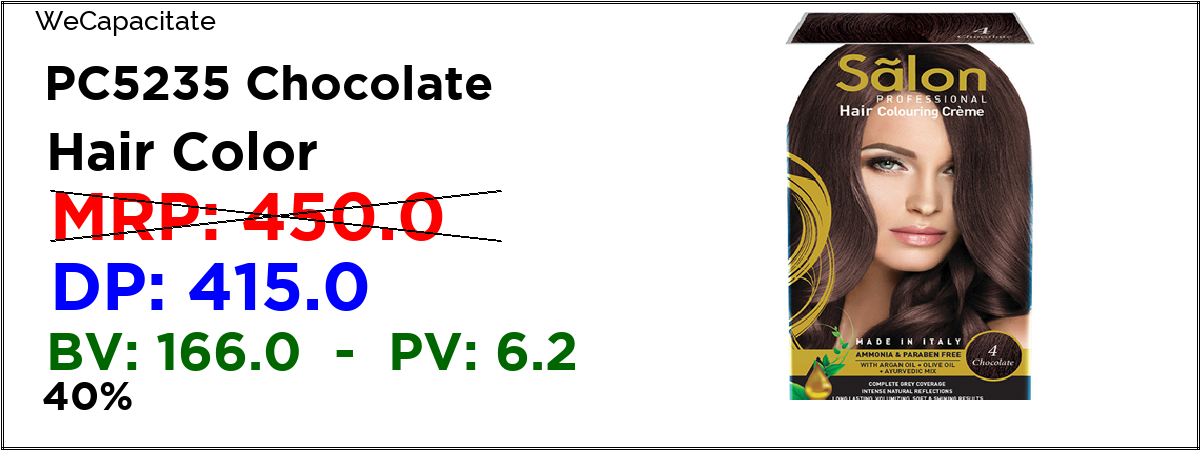 WeCapacitate
PC5235 Chocolate
Hair Color
MRP: 450.0
DP: 415.0
BV: 166.0 - PV: 6.2
40%
4
Chocolate
Sãlon
PROFESSIONAL
Hair Colouring Crème
MADE IN ITALY
AMMONIA & PARABEN FREE
WITH ARGAN OIL + OLIVE OIL
+ AYURVEDIC MIX
4
Chocolate
COMPLETE GREY COVERAGE
INTENSE NATURAL REFLECTIONS
LONG LASTING, VOLUMIZING, SOFT & SHINING RESULTS